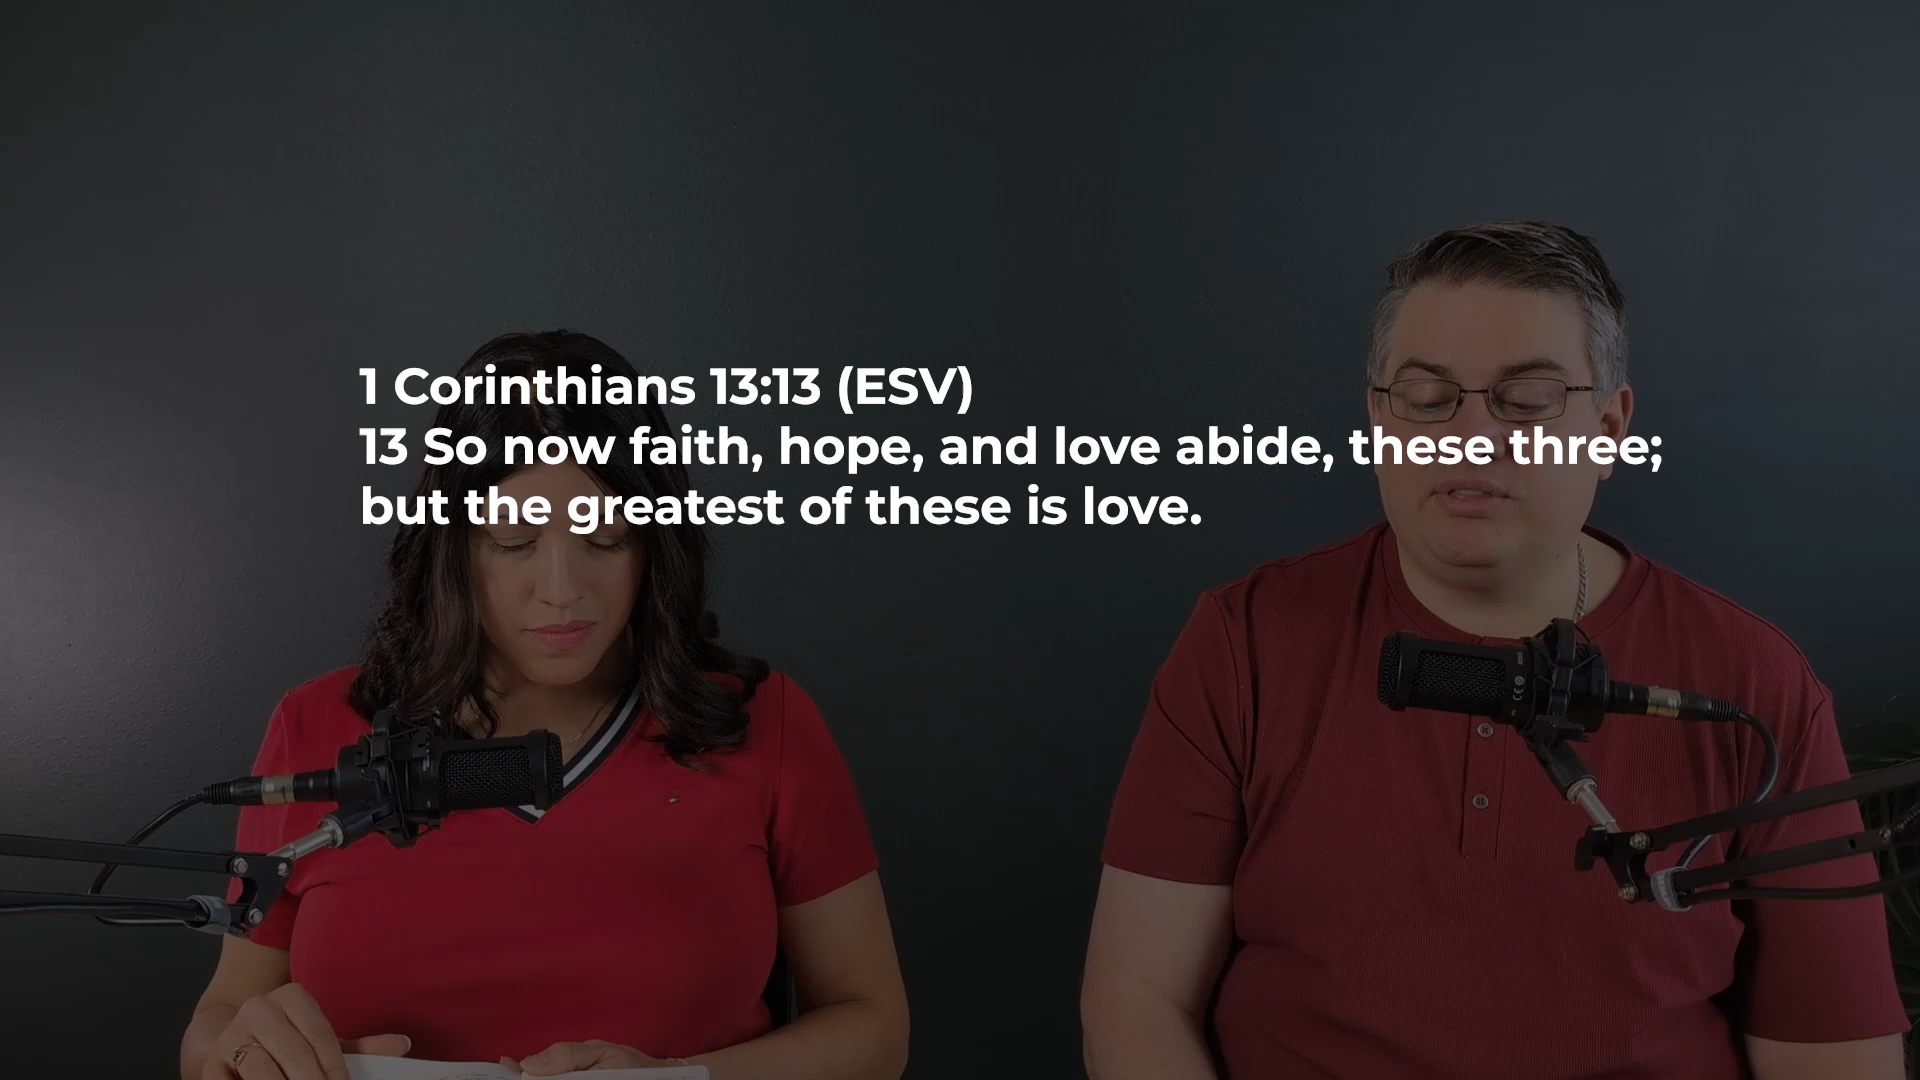 1 Corinthians 13:13 (ESV)
13 So now faith, hope, and love abide, these three;
but the greatest of these is love.